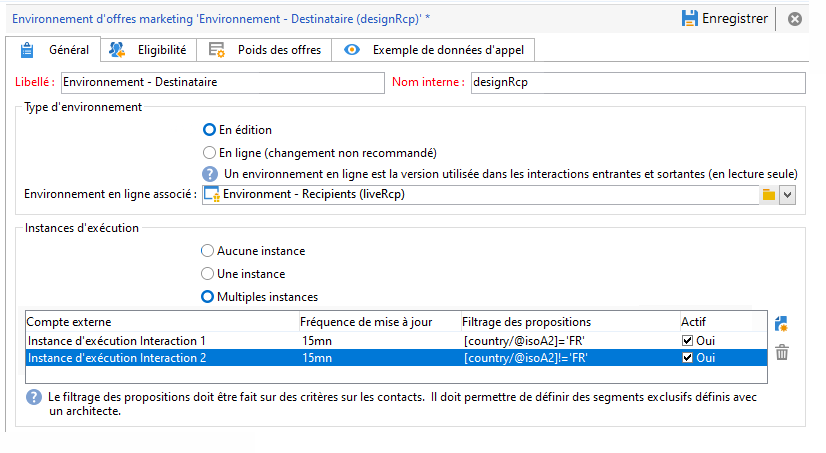 Environnement d'offres marketing 'Environnement - Destinataire (designRcp)' *
Enregistrer
Général
Eligibilité
Poids des offres
Exemple de données d'appel
Libellé : Environnement - Destinataire
Nom interne : designRcp
Type d'environnement
En édition
En ligne (changement non recommandé)
Un environnement en ligne est la version utilisée dans les interactions entrantes et sortantes (en lecture seule)
Environnement en ligne associé : Environment - Recipients (liveRcp)
Instances d'exécution
Aucune instance
Une instance
Multiples instances
Compte externe Fréquence de mise à jour Filtrage des propositions Actif
Instance d'exécution Interaction 1 15mn [country/@isoA2]='FR' Oui
Instance d'exécution Interaction 2 15mn [country/@isoA2]!='FR' Oui
Le filtrage des propositions doit être fait sur des critères sur les contacts. Il doit permettre de définir des segments exclusifs définis avec
un architecte.